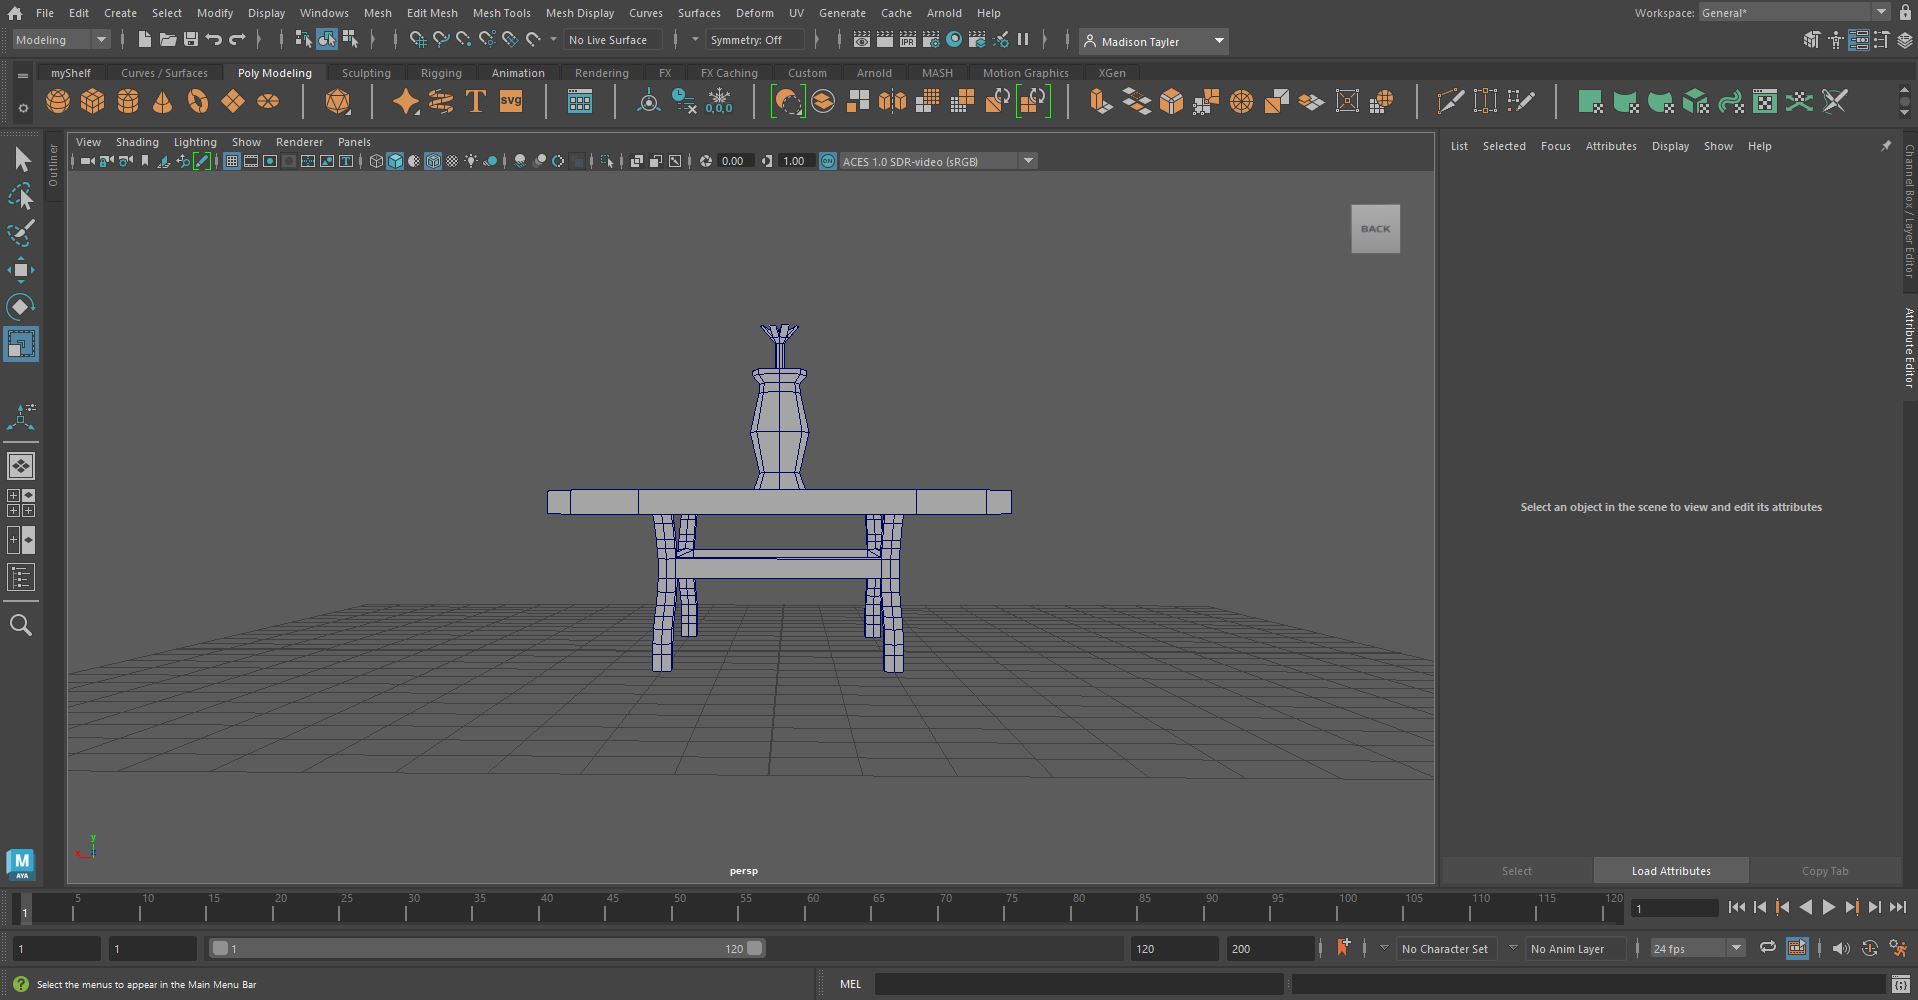 File Edit Create Select Modify Display Windows Mesh Edit Mesh Mesh Tools Mesh Display Curves Surfaces Deform UV Generate Cache Arnold Help Workspace: General*
Modeling No Live Surface Symmetry: Off IPR Madison Tayler
myShelf Curves / Surfaces Poly Modeling Sculpting Rigging Animation Rendering FX FX Caching Custom Arnold MASH Motion Graphics XGen
T SVG 0,0,0
View Shading Lighting Show Renderer Panels
List Selected Focus Attributes Display Show Help
0.00 1.00 ON ACES 1.0 SDR-video (sRGB)
Outliner
Channel Box / Layer Editor
Attribute Editor
BACK
Select an object in the scene to view and edit its attributes
y
x
persp
M
AYA
Select Load Attributes Copy Tab
5 10 15 20 25 30 35 40 45 50 55 60 65 70 75 80 85 90 95 100 105 110 115 120
1 1
1 1 1 120 120 200 No Character Set No Anim Layer 24 fps
? Select the menus to appear in the Main Menu Bar MEL